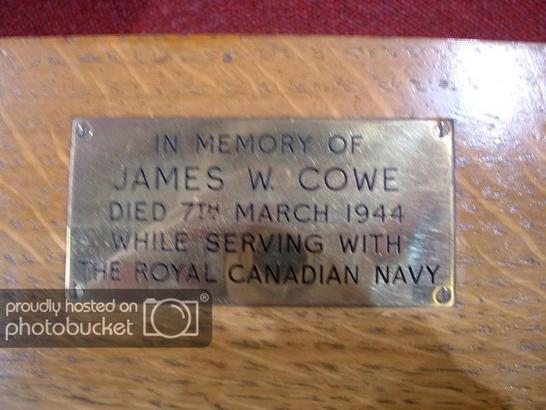 IN MEMORY OF
JAMES W. COWE
DIED 7TH MARCH 1944
WHILE SERVING WITH
THE ROYAL CANADIAN NAVY
proudly hosted on
photobucket®